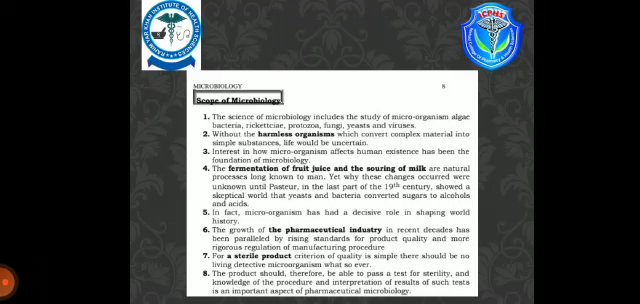 RAHIM YAR KHAN INSTITUTE OF HEALTH SCIENCES
ICPHS
MICROBIOLOGY 8
Scope of Microbiology
1. The science of microbiology includes the study of micro-organism algae
bacteria, rickettciae, protozoa, fungi, yeasts and viruses.
2. Without the harmless organisms which convert complex material into
simple substances, life would be uncertain.
3. Interest in how micro-organism affects human existence has been the
foundation of microbiology.
4. The fermentation of fruit juice and the souring of milk are natural
processes long known to man. Yet why these changes occurred were
unknown until Pasteur, in the last part of the 19th century, showed a
skeptical world that yeasts and bacteria converted sugars to alcohols
and acids.
5. In fact, micro-organism has had a decisive role in shaping world
history.
6. The growth of the pharmaceutical industry in recent decades has
been paralleled by rising standards for product quality and more
rigorous regulation of manufacturing procedure
7. For a sterile product criterion of quality is simple there should be no
living detective microorganism what so ever.
8. The product should, therefore, be able to pass a test for sterility, and
knowledge of the procedure and interpretation of results of such tests
is an important aspect of pharmaceutical microbiology.